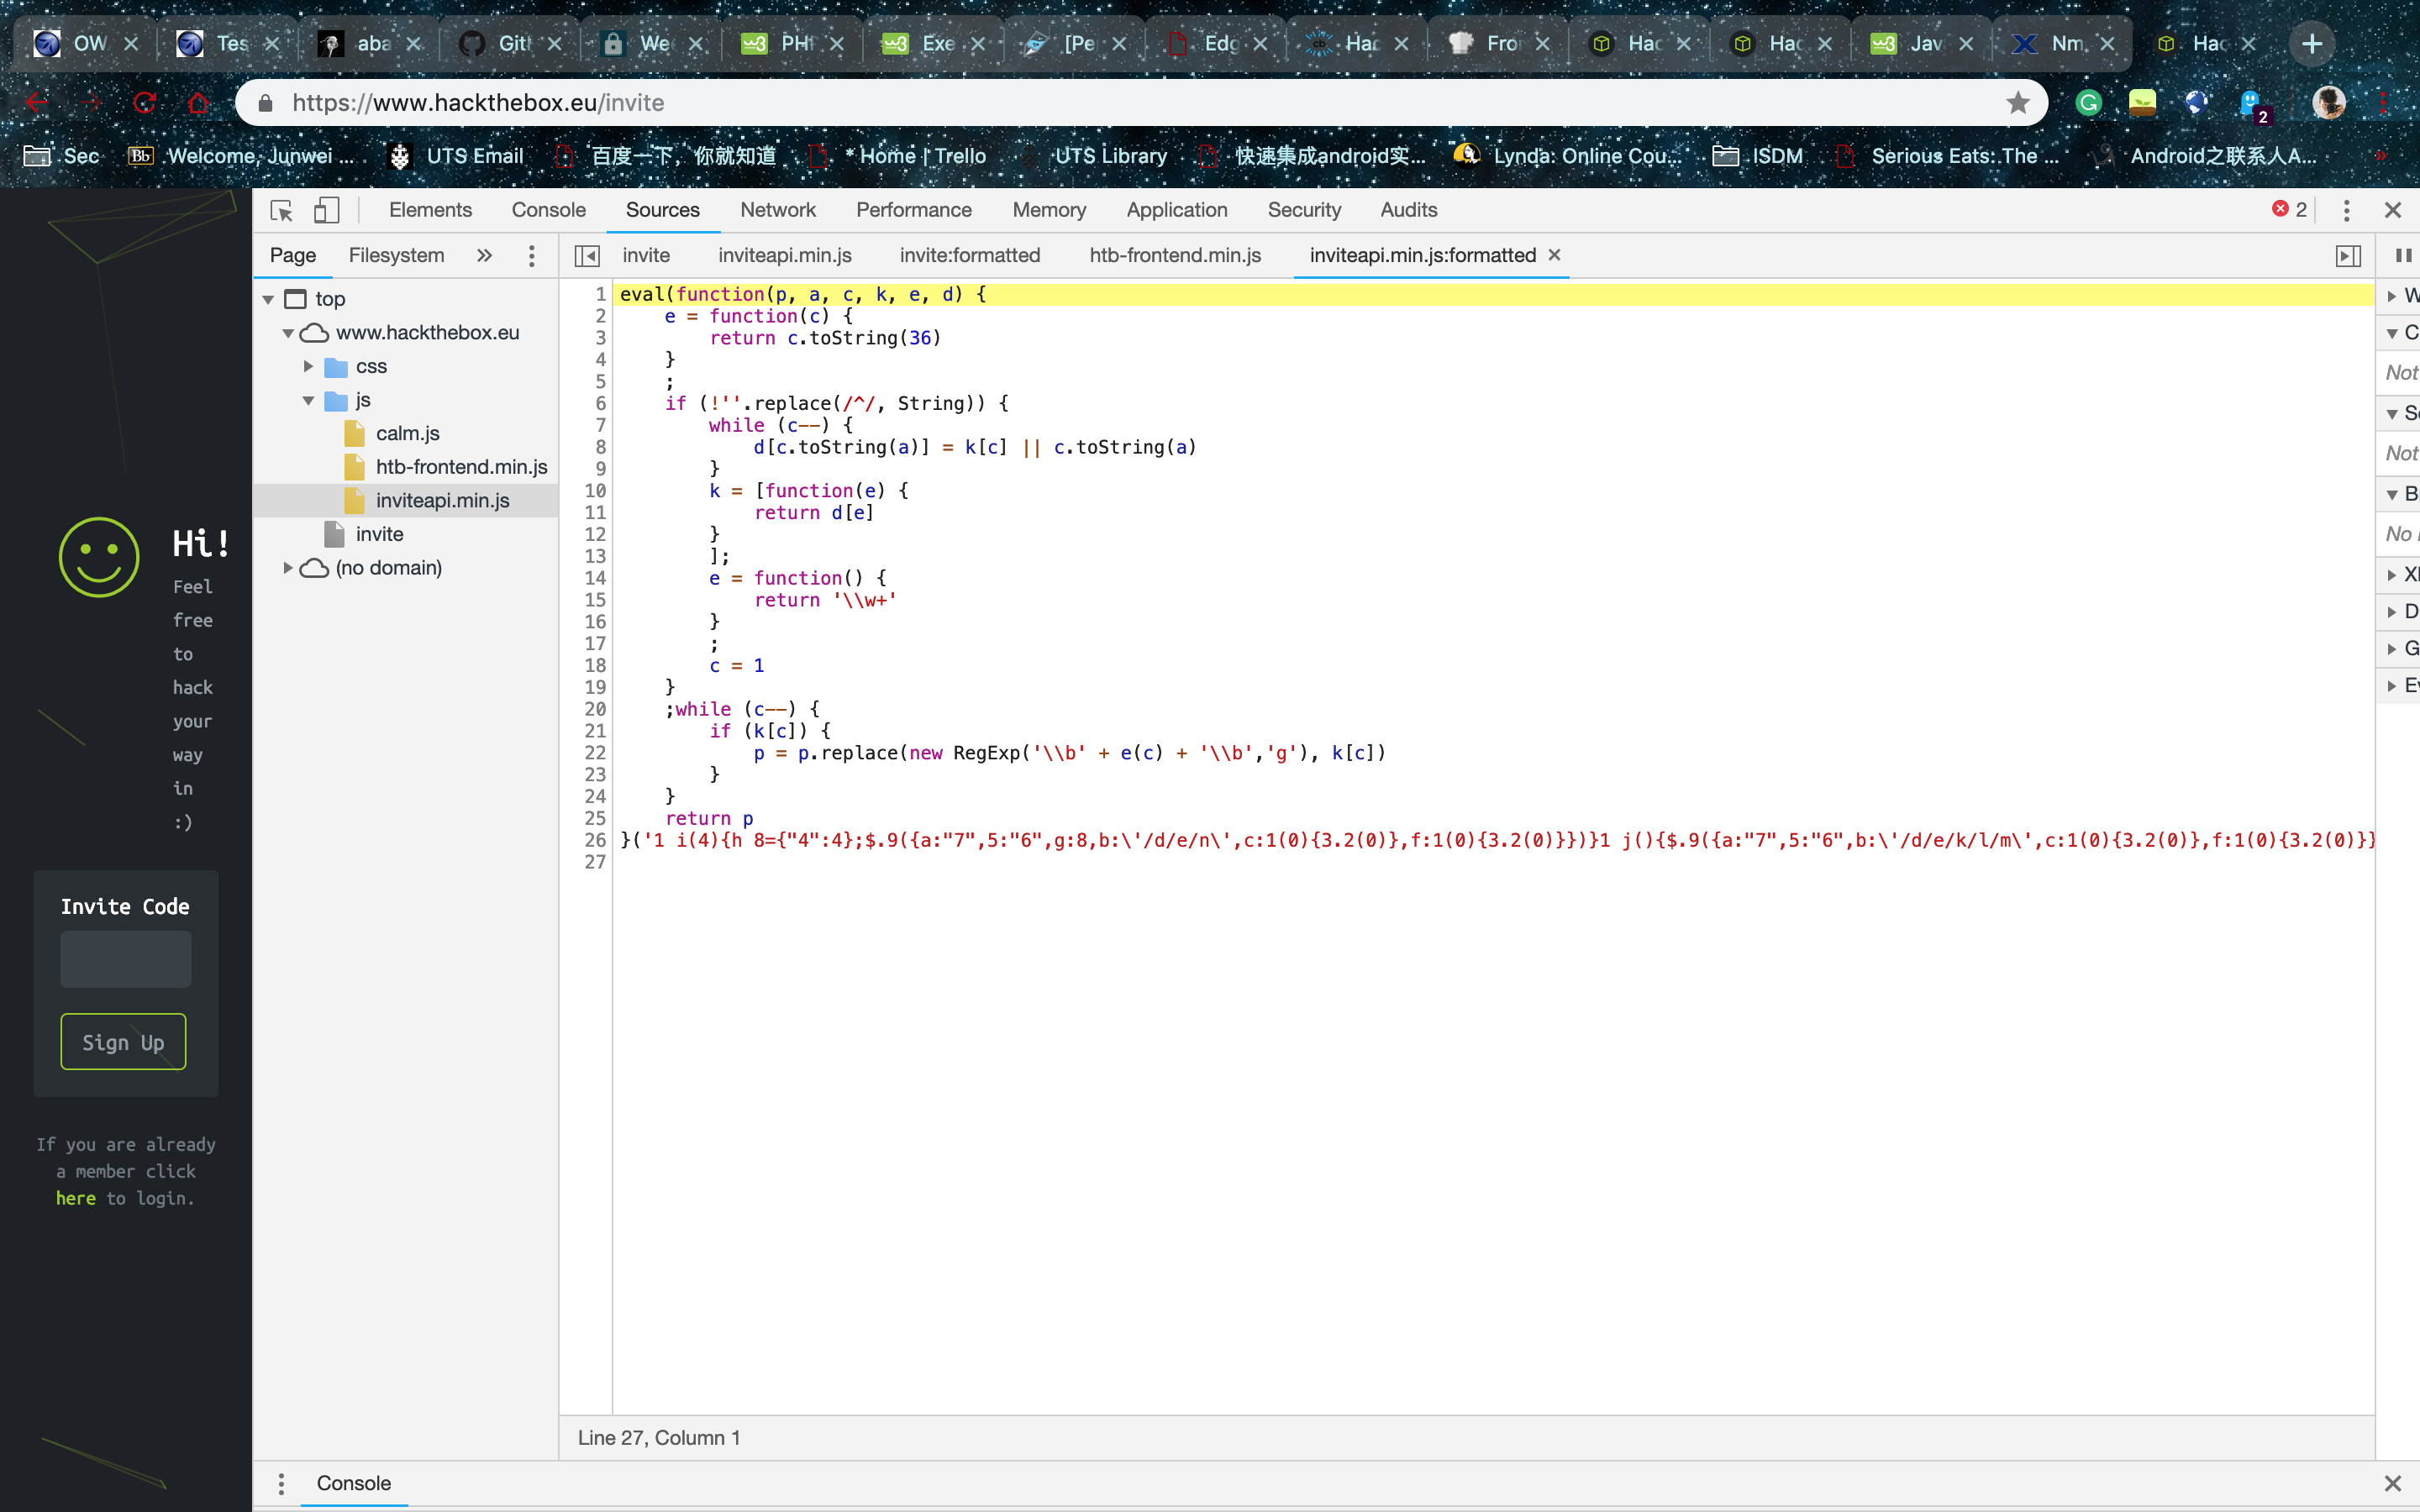 OW
Tes
aba
Git
We
PH
Exe
[Pe
Edg
Hac
Fro
Hac
Hac
Jav
Nm
Hac
https://www.hackthebox.eu/invite
2
Sec
Bb Welcome, Junwei ...
UTS Email
百度一下，你就知道
* Home | Trello
UTS Library
快速集成android实...
Lynda: Online Cou...
ISDM
Serious Eats: The ...
Android之联系人A...
»
Elements Console Sources Network Performance Memory Application Security Audits
2
Page Filesystem »
invite inviteapi.min.js invite:formatted htb-frontend.min.js inviteapi.min.js:formatted
top
www.hackthebox.eu
css
js
calm.js
htb-frontend.min.js
inviteapi.min.js
invite
(no domain)
1 eval(function(p, a, c, k, e, d) {
2 e = function(c) {
3 return c.toString(36)
4 }
5 ;
6 if (!''.replace(/^/, String)) {
7 while (c--) {
8 d[c.toString(a)] = k[c] || c.toString(a)
9 }
10 k = [function(e) {
11 return d[e]
12 }
13 ];
14 e = function() {
15 return '\\w+'
16 }
17 ;
18 c = 1
19 }
20 ;while (c--) {
21 if (k[c]) {
22 p = p.replace(new RegExp('\\b' + e(c) + '\\b','g'), k[c])
23 }
24 }
25 return p
26 }('1 i(4){h 8={"4":4};$.9({a:"7",5:"6",g:8,b:\'/d/e/n\',c:1(0){3.2(0)},f:1(0){3.2(0)}})}1 j(){$.9({a:"7",5:"6",b:\'/d/e/k/l/m\',c:1(0){3.2(0)},f:1(0){3.2(0)}}
27
W
C
Not
Sc
Not
B
No
XI
D
G
Ev
Hi!
Feel
free
to
hack
your
way
in
:)
Invite Code
Sign Up
If you are already
a member click
here to login.
Line 27, Column 1
Console